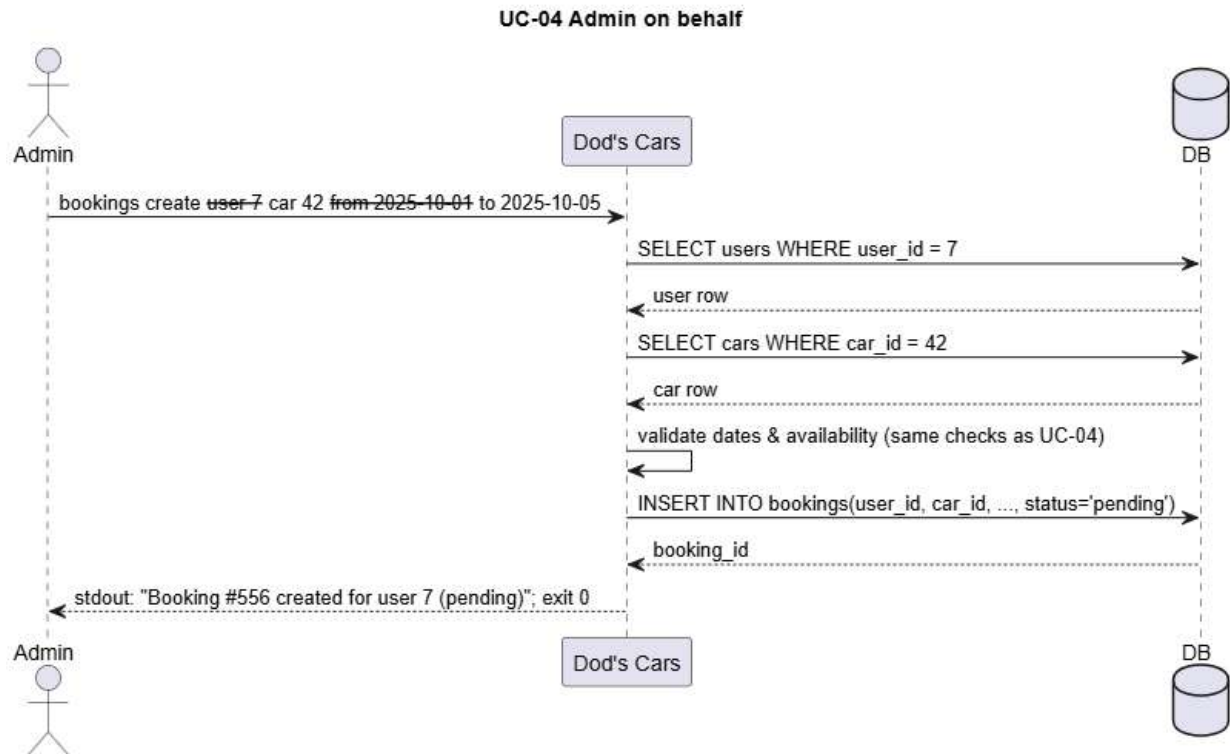 UC-04 Admin on behalf
Admin
Dod's Cars
DB
bookings create user 7 car 42 from 2025-10-01 to 2025-10-05
SELECT users WHERE user_id = 7
user row
SELECT cars WHERE car_id = 42
car row
validate dates & availability (same checks as UC-04)
INSERT INTO bookings(user_id, car_id, ..., status='pending')
booking_id
stdout: "Booking #556 created for user 7 (pending)"; exit 0
Admin
Dod's Cars
DB